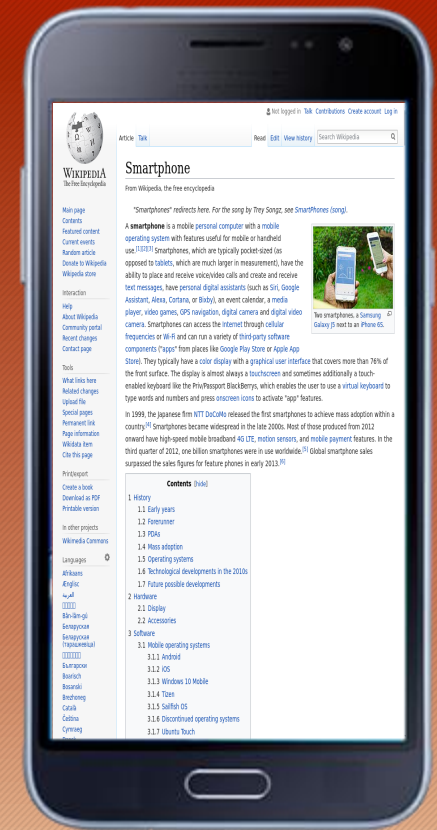 Not logged in Talk Contributions Create account Log in
Article Talk
Read Edit View history Search Wikipedia
WIKIPEDIA
The Free Encyclopedia
Main page
Contents
Featured content
Current events
Random article
Donate to Wikipedia
Wikipedia store
Interaction
Help
About Wikipedia
Community portal
Recent changes
Contact page
Tools
What links here
Related changes
Upload file
Special pages
Permanent link
Page information
Wikidata item
Cite this page
Print/export
Create a book
Download as PDF
Printable version
In other projects
Wikimedia Commons
Languages
Afrikaans
Ænglisc
العربية
Bân-lâm-gú
Беларуская
Беларуская
(тарашкевіца)
Български
Boarisch
Bosanski
Brezhoneg
Català
Čeština
Cymraeg
Smartphone
From Wikipedia, the free encyclopedia
"Smartphones" redirects here. For the song by Trey Songz, see SmartPhones (song).
A smartphone is a mobile personal computer with a mobile
operating system with features useful for mobile or handheld
use.[1][2][3] Smartphones, which are typically pocket-sized (as
opposed to tablets, which are much larger in measurement), have the
ability to place and receive voice/video calls and create and receive
text messages, have personal digital assistants (such as Siri, Google
Assistant, Alexa, Cortana, or Bixby), an event calendar, a media
player, video games, GPS navigation, digital camera and digital video
camera. Smartphones can access the Internet through cellular
frequencies or Wi-Fi and can run a variety of third-party software
components ("apps" from places like Google Play Store or Apple App
Store). They typically have a color display with a graphical user interface that covers more than 76% of
the front surface. The display is almost always a touchscreen and sometimes additionally a touch-
enabled keyboard like the Priv/Passport BlackBerrys, which enables the user to use a virtual keyboard to
type words and numbers and press onscreen icons to activate "app" features.
Two smartphones, a Samsung
Galaxy J5 next to an iPhone 6S.
In 1999, the Japanese firm NTT DoCoMo released the first smartphones to achieve mass adoption within a
country.[4] Smartphones became widespread in the late 2000s. Most of those produced from 2012
onward have high-speed mobile broadband 4G LTE, motion sensors, and mobile payment features. In the
third quarter of 2012, one billion smartphones were in use worldwide.[5] Global smartphone sales
surpassed the sales figures for feature phones in early 2013.[6]
Contents [hide]
1 History
1.1 Early years
1.2 Forerunner
1.3 PDAs
1.4 Mass adoption
1.5 Operating systems
1.6 Technological developments in the 2010s
1.7 Future possible developments
2 Hardware
2.1 Display
2.2 Accessories
3 Software
3.1 Mobile operating systems
3.1.1 Android
3.1.2 iOS
3.1.3 Windows 10 Mobile
3.1.4 Tizen
3.1.5 Sailfish OS
3.1.6 Discontinued operating systems
3.1.7 Ubuntu Touch